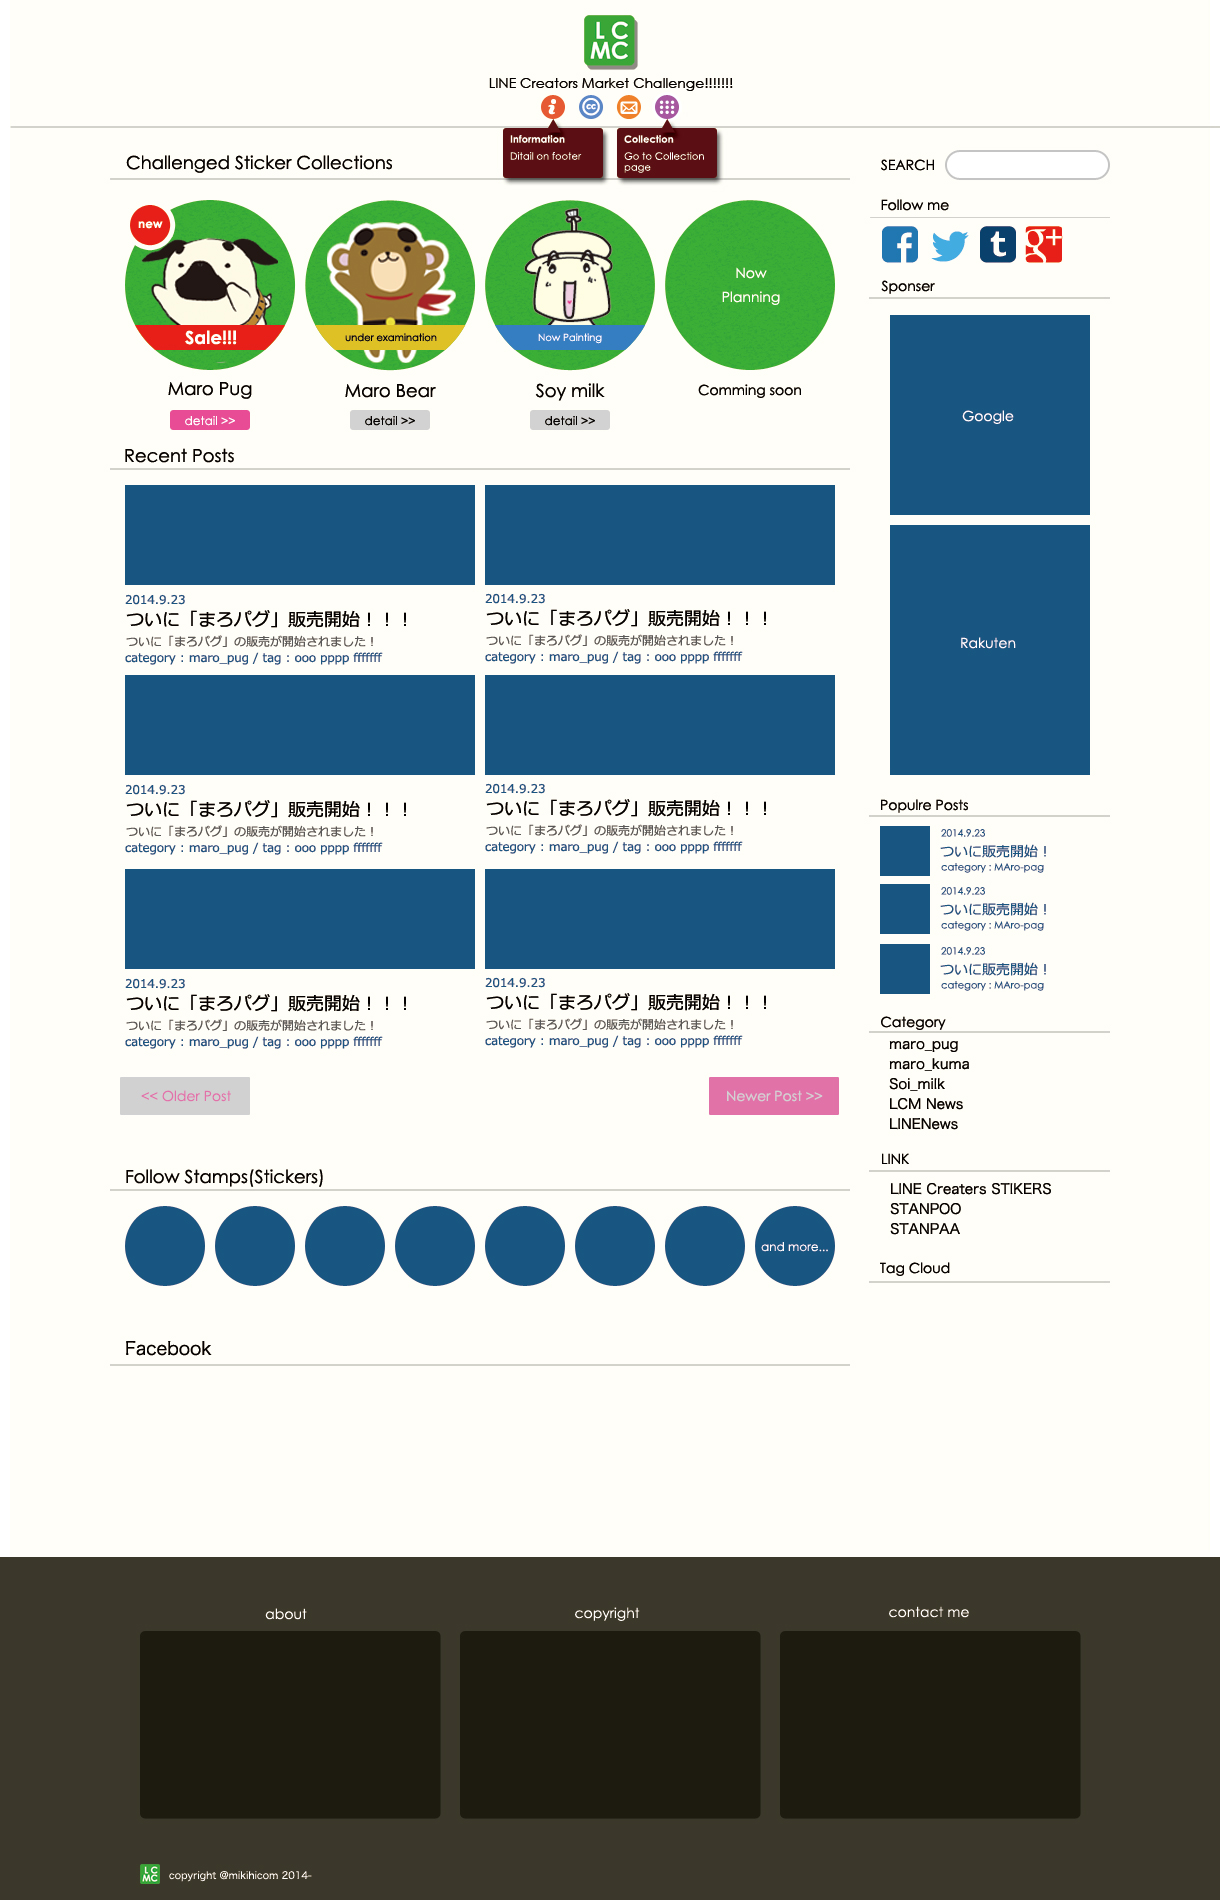 L C
MC
LINE Creators Market Challenge!!!!!!!
Information
Ditail on footer
Collection
Go to Collection
page
Challenged Sticker Collections
new
Sale!!!
under examination
Now Painting
Now
Planning
Maro Pug
Maro Bear
Soy milk
Comming soon
detail >>
detail >>
detail >>
Recent Posts
2014.9.23
ついに「まろパグ」販売開始！！！
ついに「まろパグ」の販売が開始されました！
category : maro_pug / tag : ooo pppp fffffff
2014.9.23
ついに「まろパグ」販売開始！！！
ついに「まろパグ」の販売が開始されました！
category : maro_pug / tag : ooo pppp fffffff
2014.9.23
ついに「まろパグ」販売開始！！！
ついに「まろパグ」の販売が開始されました！
category : maro_pug / tag : ooo pppp fffffff
2014.9.23
ついに「まろパグ」販売開始！！！
ついに「まろパグ」の販売が開始されました！
category : maro_pug / tag : ooo pppp fffffff
2014.9.23
ついに「まろパグ」販売開始！！！
ついに「まろパグ」の販売が開始されました！
category : maro_pug / tag : ooo pppp fffffff
2014.9.23
ついに「まろパグ」販売開始！！！
ついに「まろパグ」の販売が開始されました！
category : maro_pug / tag : ooo pppp fffffff
<< Older Post
Newer Post >>
Follow Stamps(Stickers)
and more...
Facebook
SEARCH
Follow me
Sponser
Google
Rakuten
Populre Posts
2014.9.23
ついに販売開始！
category : MAro-pag
2014.9.23
ついに販売開始！
category : MAro-pag
2014.9.23
ついに販売開始！
category : MAro-pag
Category
maro_pug
maro_kuma
Soi_milk
LCM News
LINENews
LINK
LINE Creaters STIKERS
STANPOO
STANPAA
Tag Cloud
about
copyright
contact me
L C
MC
copyright @mikihicom 2014-